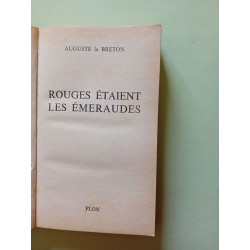 AUGUSTE le BRETON
ROUGES ÉTAIENT
LES ÉMERAUDES
PLON